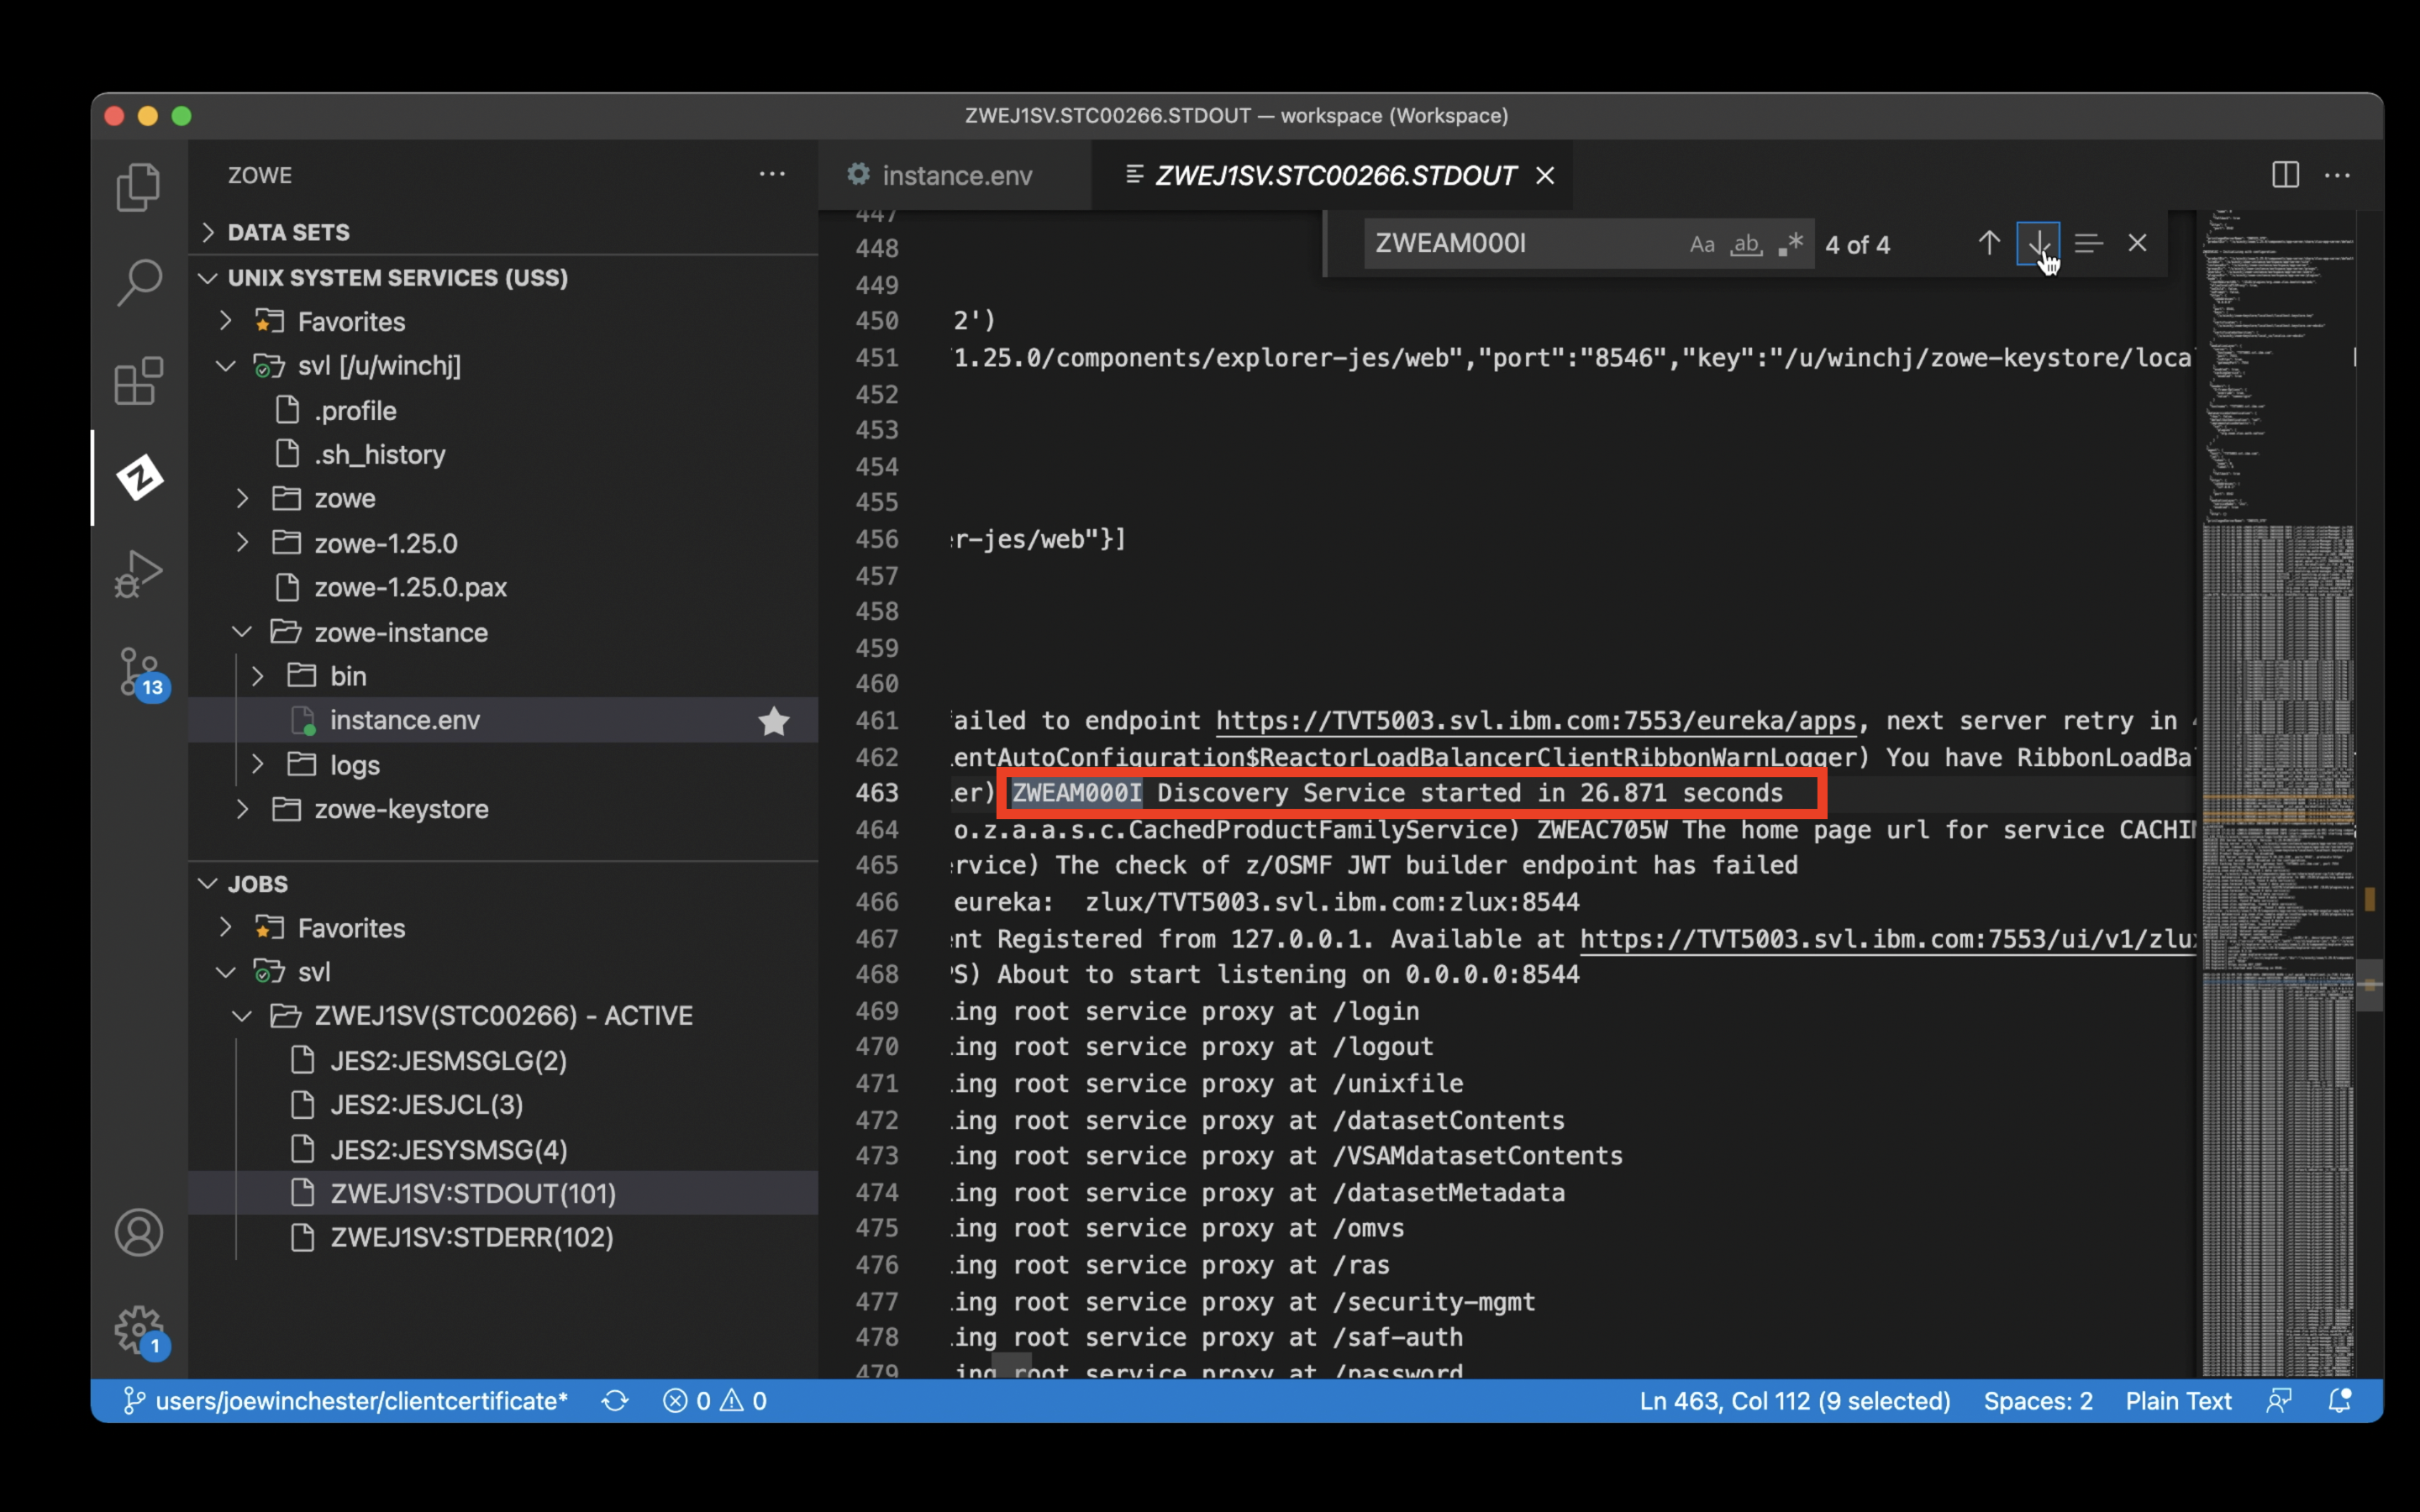 ZWEJ1SV.STC00266.STDOUT — workspace (Workspace)
ZOWE
DATA SETS
UNIX SYSTEM SERVICES (USS)
Favorites
svl [/u/winchj]
.profile
.sh_history
zowe
zowe-1.25.0
zowe-1.25.0.pax
zowe-instance
bin
instance.env
logs
zowe-keystore
JOBS
Favorites
svl
ZWEJ1SV(STC00266) - ACTIVE
JES2:JESMSGLG(2)
JES2:JESJCL(3)
JES2:JESYSMSG(4)
ZWEJ1SV:STDOUT(101)
ZWEJ1SV:STDERR(102)
13
1
instance.env
ZWEJ1SV.STC00266.STDOUT
ZWEAM000I Aa ab 4 of 4
447
448
449
450 2')
451 1.25.0/components/explorer-jes/web","port":"8546","key":"/u/winchj/zowe-keystore/loca
452
453
454
455
456 r-jes/web"}]
457
458
459
460
461 ailed to endpoint https://TVT5003.svl.ibm.com:7553/eureka/apps, next server retry in
462 entAutoConfiguration$ReactorLoadBalancerClientRibbonWarnLogger) You have RibbonLoadBa
463 er) ZWEAM000I Discovery Service started in 26.871 seconds
464 o.z.a.a.s.c.CachedProductFamilyService) ZWEAC705W The home page url for service CACHI
465 rvice) The check of z/OSMF JWT builder endpoint has failed
466 eureka:  zlux/TVT5003.svl.ibm.com:zlux:8544
467 nt Registered from 127.0.0.1. Available at https://TVT5003.svl.ibm.com:7553/ui/v1/zlu
468 S) About to start listening on 0.0.0.0:8544
469 ing root service proxy at /login
470 ing root service proxy at /logout
471 ing root service proxy at /unixfile
472 ing root service proxy at /datasetContents
473 ing root service proxy at /VSAMdatasetContents
474 ing root service proxy at /datasetMetadata
475 ing root service proxy at /omvs
476 ing root service proxy at /ras
477 ing root service proxy at /security-mgmt
478 ing root service proxy at /saf-auth
479 ing root service proxy at /password
users/joewinchester/clientcertificate* 0 0
Ln 463, Col 112 (9 selected) Spaces: 2 Plain Text